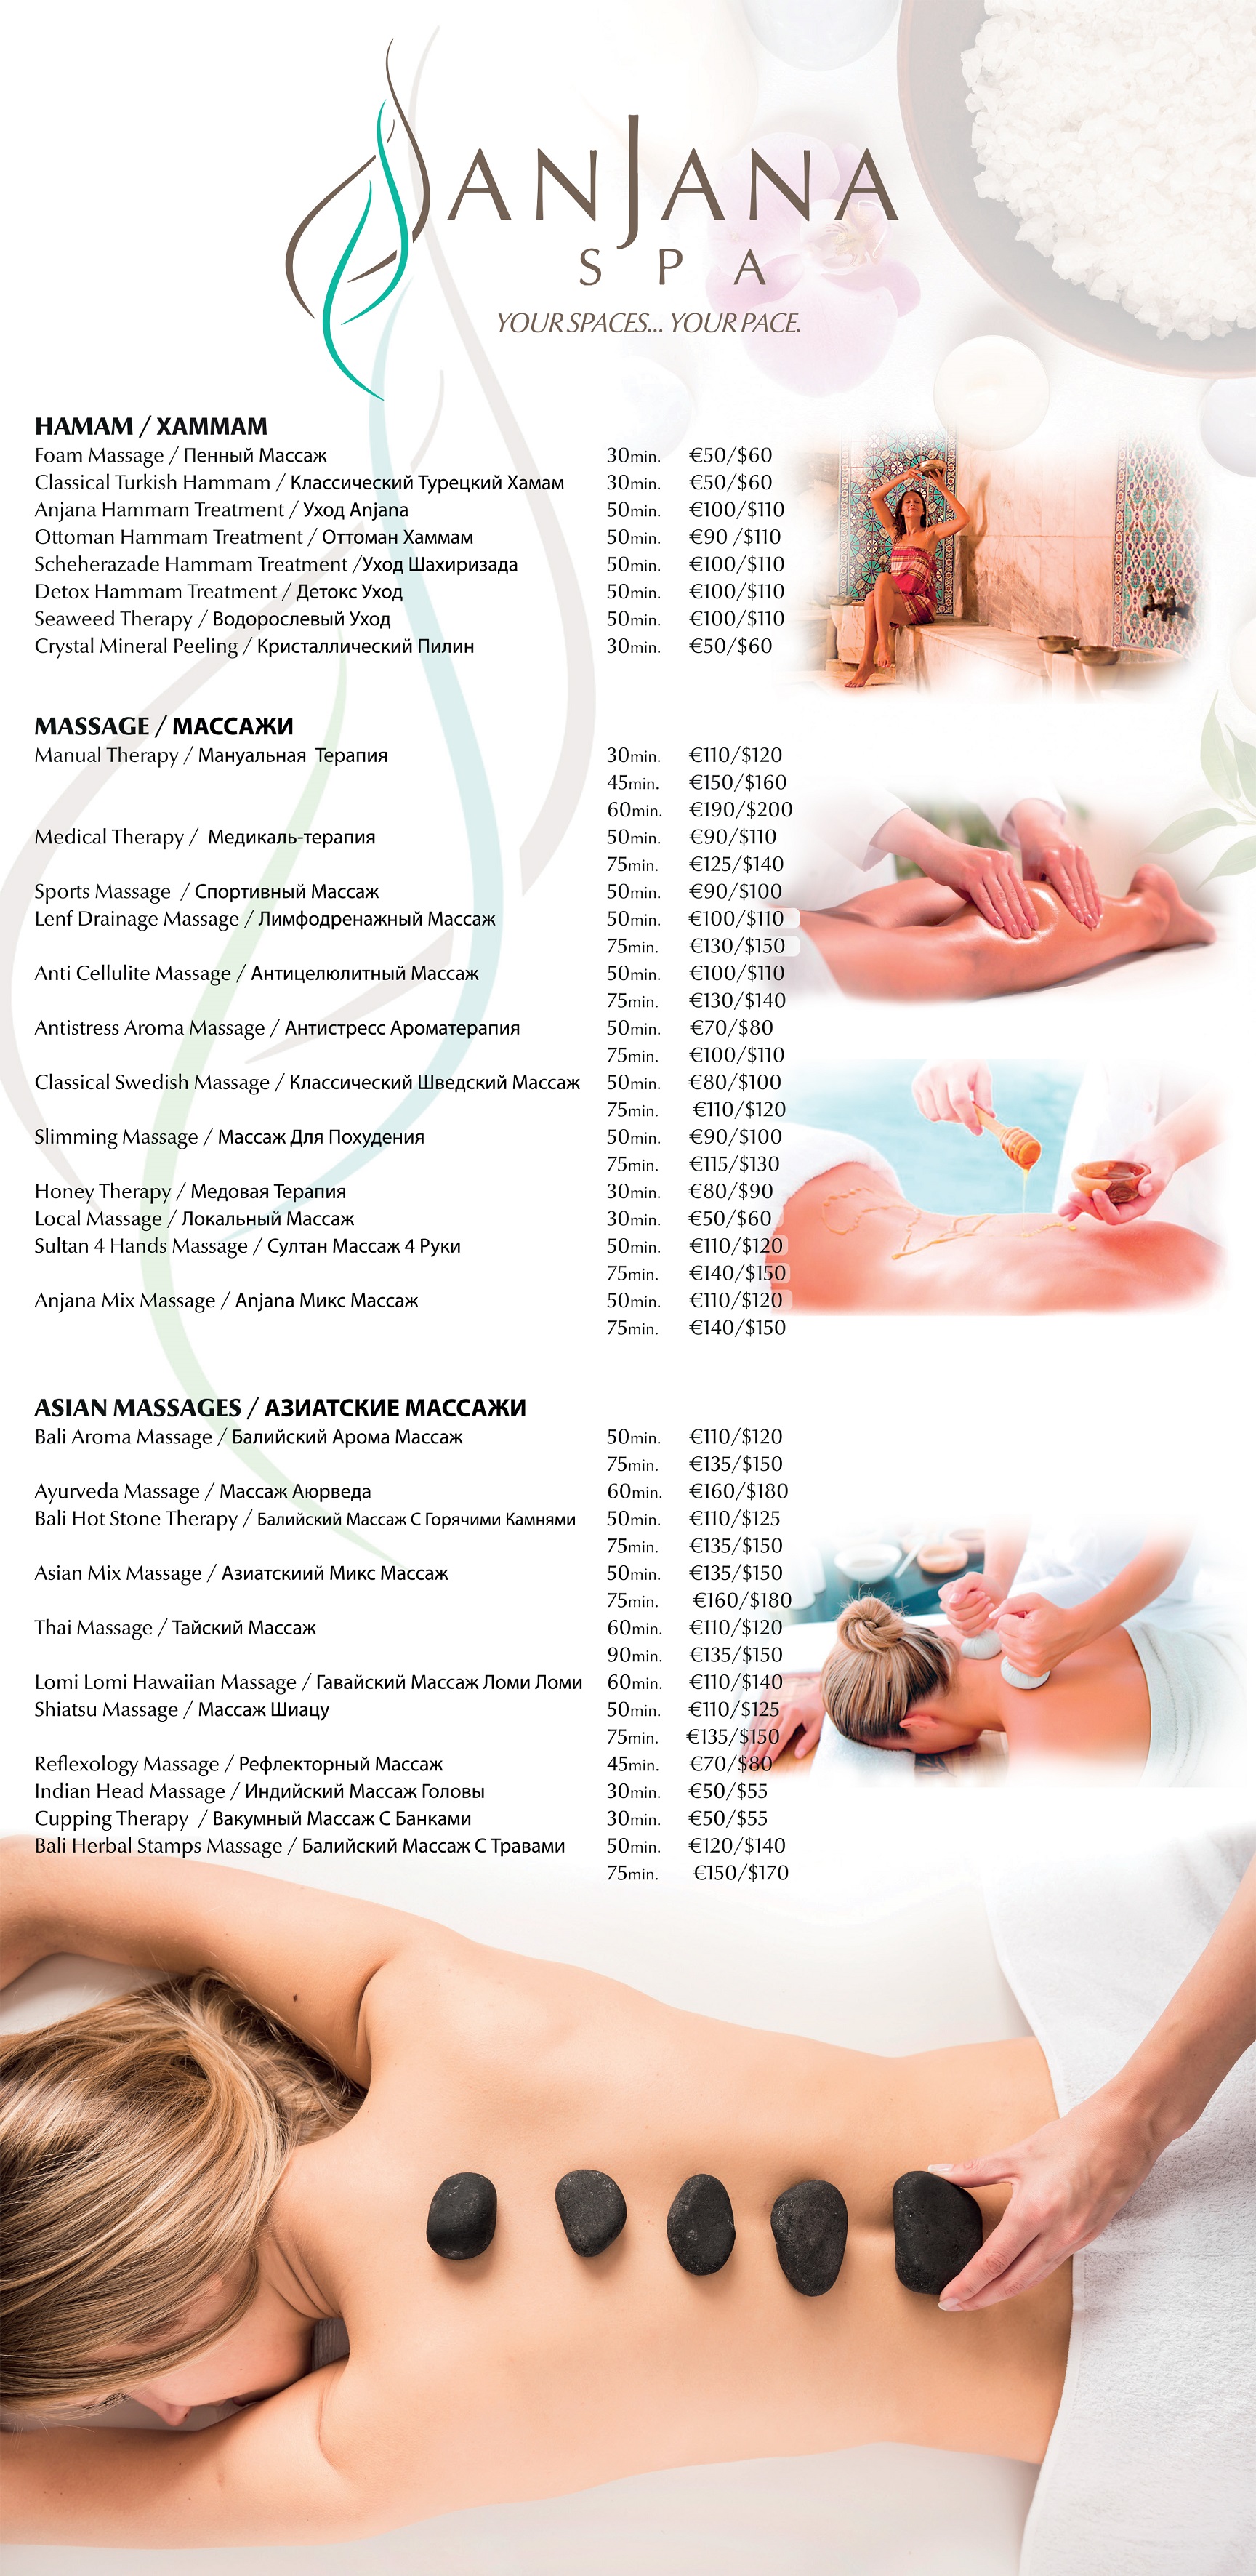 ANJANA
SPA
YOUR SPACES... YOUR PACE.
HAMAM / ХАММАМ
Foam Massage / Пенный Массаж 30min. €50/$60
Classical Turkish Hammam / Классический Турецкий Хамам 30min. €50/$60
Anjana Hammam Treatment / Уход Anjana 50min. €100/$110
Ottoman Hammam Treatment / Оттоман Хаммам 50min. €90 /$110
Scheherazade Hammam Treatment /Уход Шахиризада 50min. €100/$110
Detox Hammam Treatment / Детокс Уход 50min. €100/$110
Seaweed Therapy / Водорослевый Уход 50min. €100/$110
Crystal Mineral Peeling / Кристаллический Пилин 30min. €50/$60
MASSAGE / МАССАЖИ
Manual Therapy / Мануальная Терапия 30min. €110/$120
45min. €150/$160
60min. €190/$200
Medical Therapy / Медикаль-терапия 50min. €90/$110
75min. €125/$140
Sports Massage / Спортивный Массаж 50min. €90/$100
Lenf Drainage Massage / Лимфодренажный Массаж 50min. €100/$110
75min. €130/$150
Anti Cellulite Massage / Антицелюлитный Массаж 50min. €100/$110
75min. €130/$140
Antistress Aroma Massage / Антистресс Ароматерапия 50min. €70/$80
75min. €100/$110
Classical Swedish Massage / Классический Шведский Массаж 50min. €80/$100
75min. €110/$120
Slimming Massage / Массаж Для Похудения 50min. €90/$100
75min. €115/$130
Honey Therapy / Медовая Терапия 30min. €80/$90
Local Massage / Локальный Массаж 30min. €50/$60
Sultan 4 Hands Massage / Султан Массаж 4 Руки 50min. €110/$120
75min. €140/$150
Anjana Mix Massage / Anjana Микс Массаж 50min. €110/$120
75min. €140/$150
ASIAN MASSAGES / АЗИАТСКИЕ МАССАЖИ
Bali Aroma Massage / Балийский Арома Массаж 50min. €110/$120
75min. €135/$150
Ayurveda Massage / Массаж Аюрведа 60min. €160/$180
Bali Hot Stone Therapy / Балийский Массаж С Горячими Камнями 50min. €110/$125
75min. €135/$150
Asian Mix Massage / Азиатскиий Микс Массаж 50min. €135/$150
75min. €160/$180
Thai Massage / Тайский Массаж 60min. €110/$120
90min. €135/$150
Lomi Lomi Hawaiian Massage / Гавайский Массаж Ломи Ломи 60min. €110/$140
Shiatsu Massage / Массаж Шиацу 50min. €110/$125
75min. €135/$150
Reflexology Massage / Рефлекторный Массаж 45min. €70/$80
Indian Head Massage / Индийский Массаж Головы 30min. €50/$55
Cupping Therapy / Вакумный Массаж С Банками 30min. €50/$55
Bali Herbal Stamps Massage / Балийский Массаж С Травами 50min. €120/$140
75min. €150/$170